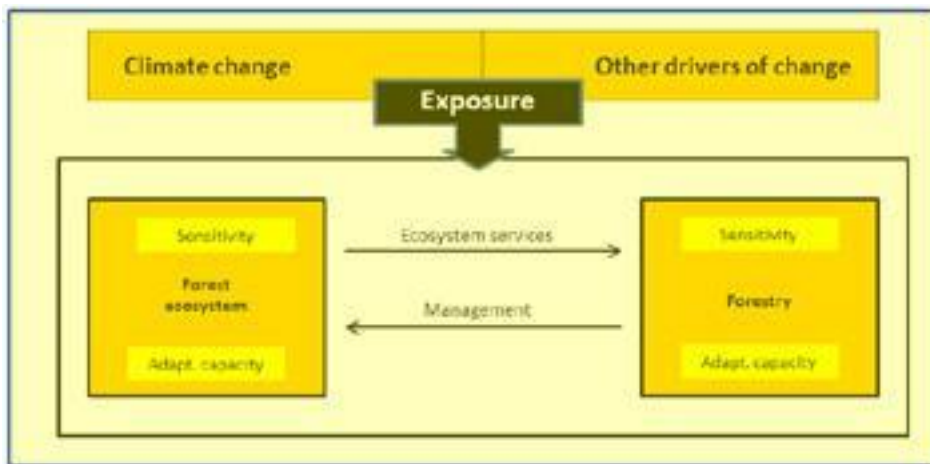 Climate change
Other drivers of change
Exposure
Sensitivity
Forest
ecosystem
Adapt. capacity
Ecosystem services
Management
Sensitivity
Forestry
Adapt. capacity